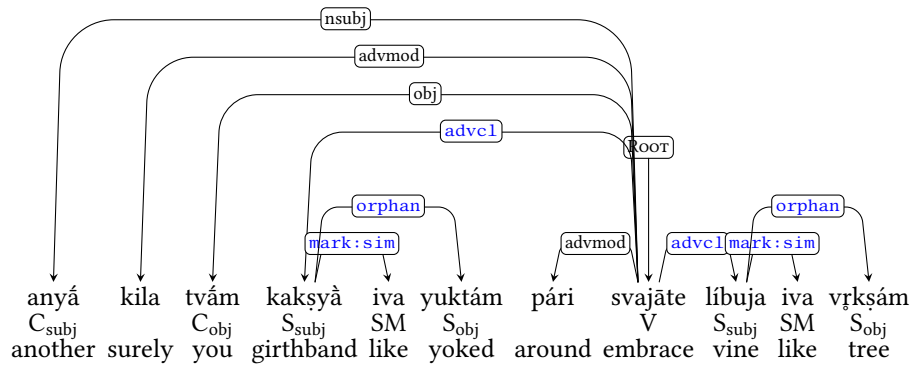 nsubj
advmod
obj
advcl
ROOT
orphan orphan
mark:sim advmod advcl mark:sim
anyā́ kila tvā́m kakṣyā̀ iva yuktám pári svajāte líbuja iva vr̥kṣám
Csubj Cobj Ssubj SM Sobj V Ssubj SM Sobj
another surely you girthband like yoked around embrace vine like tree